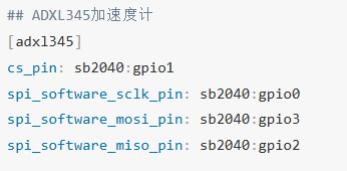 ## ADXL345加速度计
[adxl345]
cs_pin: sb2040:gpio1
spi_software_sclk_pin: sb2040:gpio0
spi_software_mosi_pin: sb2040:gpio3
spi_software_miso_pin: sb2040:gpio2